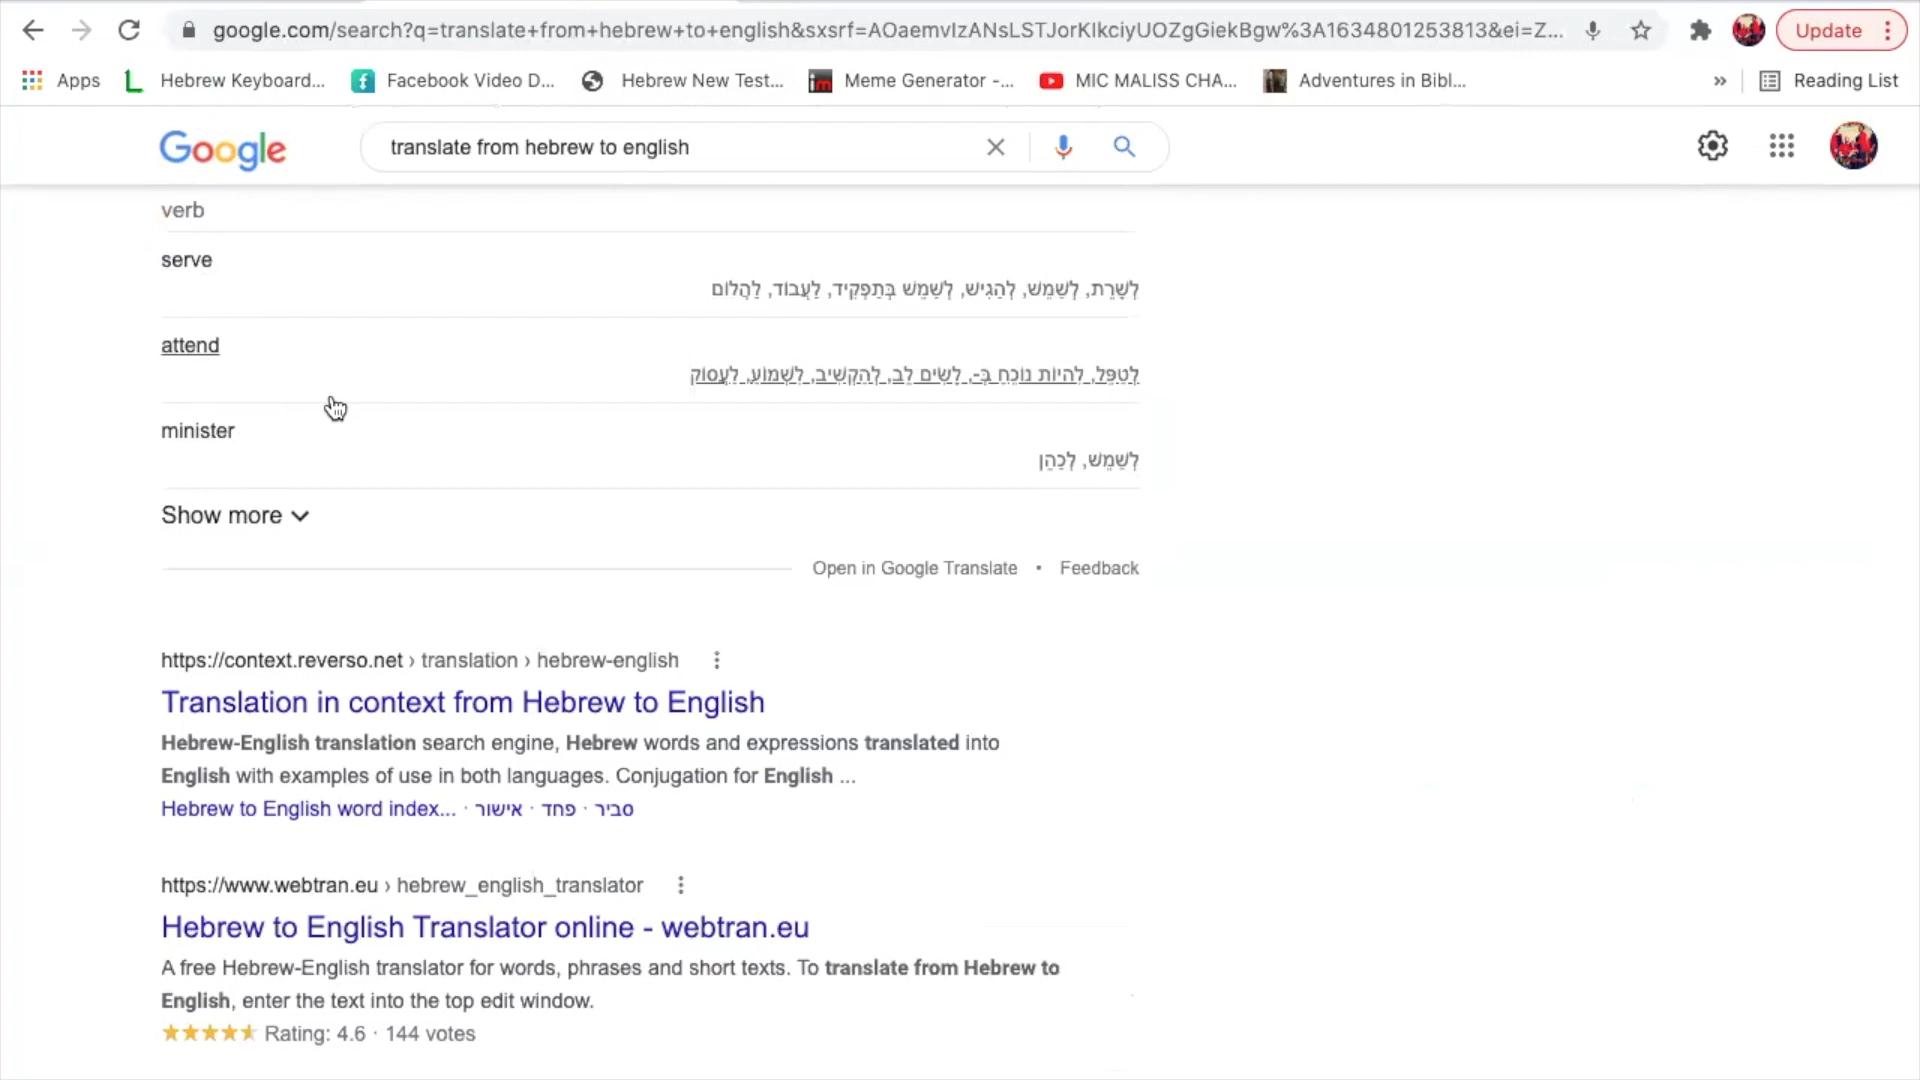 google.com/search?q=translate+from+hebrew+to+english&sxsrf=AOaemvIzANsLSTJorKIkciyUOZgGiekBgw%3A1634801253813&ei=Z...
Update
Apps
Hebrew Keyboard...
Facebook Video D...
Hebrew New Test...
Meme Generator -...
MIC MALISS CHA...
Adventures in Bibl...
»
Reading List
Google
translate from hebrew to english
verb
serve
לְשָׁרֵת, לְשַׁמֵשׁ, לְהַגִישׁ, לְשַׁמֵשׁ בְּתַפְקִיד, לַעֲבוֹד, לַהֲלוֹם
attend
לְטַפֵּל, לִהיוֹת נוֹכֵחַ בְּ-, לָשִׂים לֵב, לְהַקְשִׁיב, לִשְׁמוֹעַ, לַעֲסוֹק
minister
לְשַׁמֵשׁ, לְכַהֵן
Show more
Open in Google Translate • Feedback
https://context.reverso.net › translation › hebrew-english
Translation in context from Hebrew to English
Hebrew-English translation search engine, Hebrew words and expressions translated into
English with examples of use in both languages. Conjugation for English ...
Hebrew to English word index... · אישור · פחד · סביר
https://www.webtran.eu › hebrew_english_translator
Hebrew to English Translator online - webtran.eu
A free Hebrew-English translator for words, phrases and short texts. To translate from Hebrew to
English, enter the text into the top edit window.
Rating: 4.6 · 144 votes